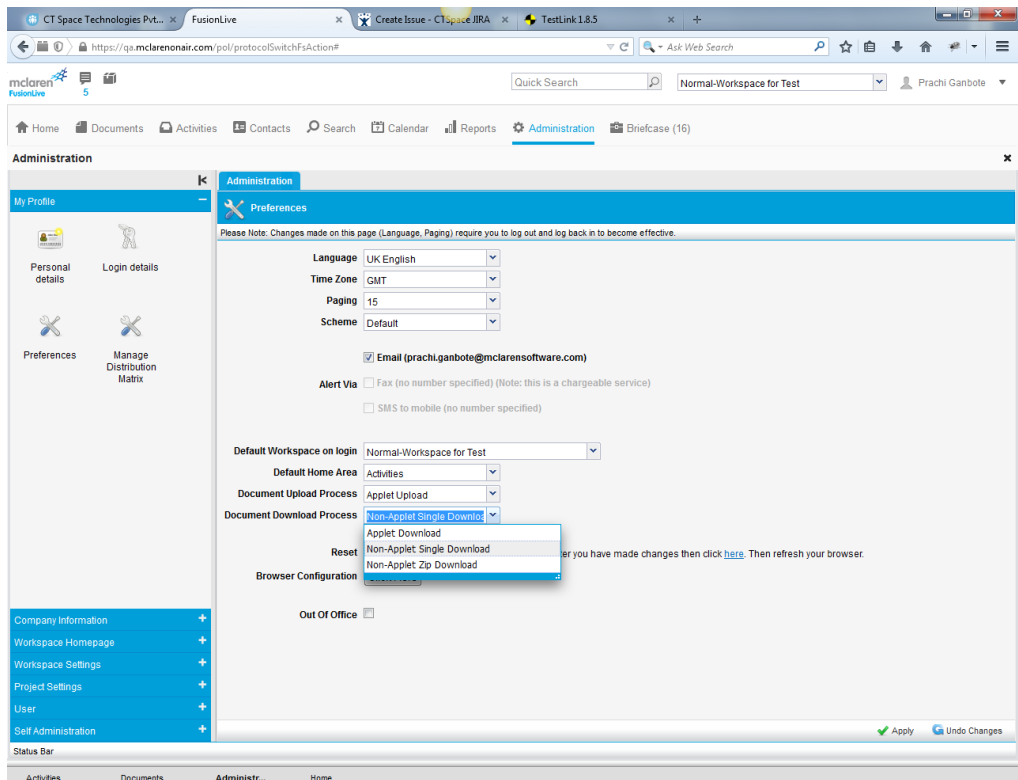 CT Space Technologies Pvt...
FusionLive
Create Issue - CTSpace JIRA
TestLink 1.8.5
https://qa.mclarenonair.com/pol/protocolSwitchFsAction#
Ask Web Search
mclaren
FusionLive
5
Quick Search
Normal-Workspace for Test
Prachi Ganbote
Home
Documents
Activities
Contacts
Search
Calendar
Reports
Administration
Briefcase (16)
Administration
My Profile
Personal
details
Login details
Preferences
Manage
Distribution
Matrix
Company Information
Workspace Homepage
Workspace Settings
Project Settings
User
Self Administration
Administration
Preferences
Please Note: Changes made on this page (Language, Paging) require you to log out and log back in to become effective.
Language UK English
Time Zone GMT
Paging 15
Scheme Default
Email (prachi.ganbote@mclarensoftware.com)
Alert Via Fax (no number specified) (Note: this is a chargeable service)
SMS to mobile (no number specified)
Default Workspace on login Normal-Workspace for Test
Default Home Area Activities
Document Upload Process Applet Upload
Document Download Process Non-Applet Single Downloa
Applet Download
Non-Applet Single Download
Non-Applet Zip Download
Reset you have made changes then click here. Then refresh your browser.
Browser Configuration
Out Of Office
Apply
Undo Changes
Status Bar
Activities
Documents
Administr...
Home